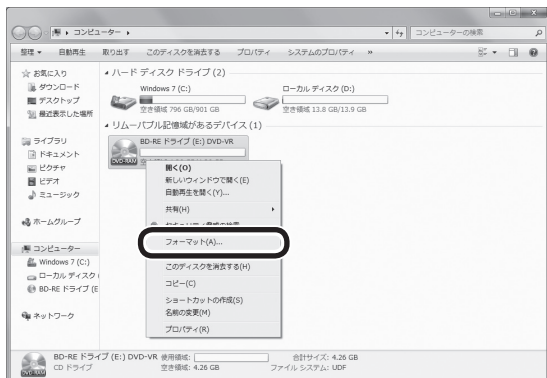 コンピューター
コンピューターの検索
整理 自動再生 取り出す このディスクを消去する プロパティ システムのプロパティ »
お気に入り
ダウンロード
デスクトップ
最近表示した場所
ライブラリ
ドキュメント
ピクチャ
ビデオ
ミュージック
ホームグループ
コンピューター
Windows 7 (C:)
ローカル ディスク (
BD-RE ドライブ (E
ネットワーク
ハード ディスク ドライブ (2)
Windows 7 (C:)
空き領域 796 GB/901 GB
ローカル ディスク (D:)
空き領域 13.8 GB/13.9 GB
リムーバブル記憶域があるデバイス (1)
BD-RE ドライブ (E:) DVD-VR
DVD-RAM
開く(O)
新しいウィンドウで開く(E)
自動再生を開く(Y)...
共有(H)
フォーマット(A)...
このディスクを消去する(H)
コピー(C)
ショートカットの作成(S)
名前の変更(M)
プロパティ(R)
BD-RE ドライブ (E:) DVD-VR 使用領域: 合計サイズ: 4.26 GB
CD ドライブ 空き領域: 4.26 GB ファイル システム: UDF
DVD-RAM